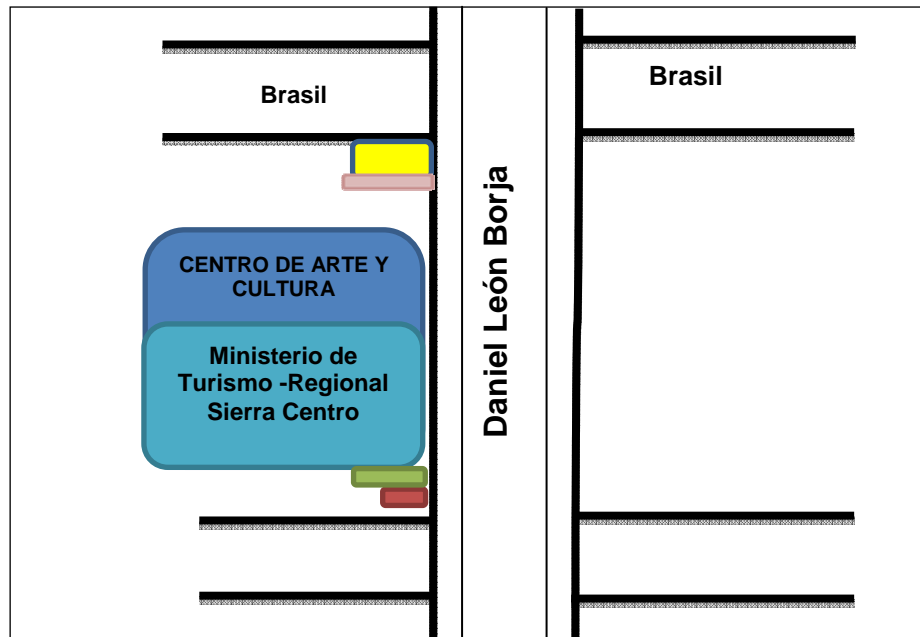 Brasil
Brasil
CENTRO DE ARTE Y
CULTURA
Ministerio de
Turismo -Regional
Sierra Centro
Daniel León Borja